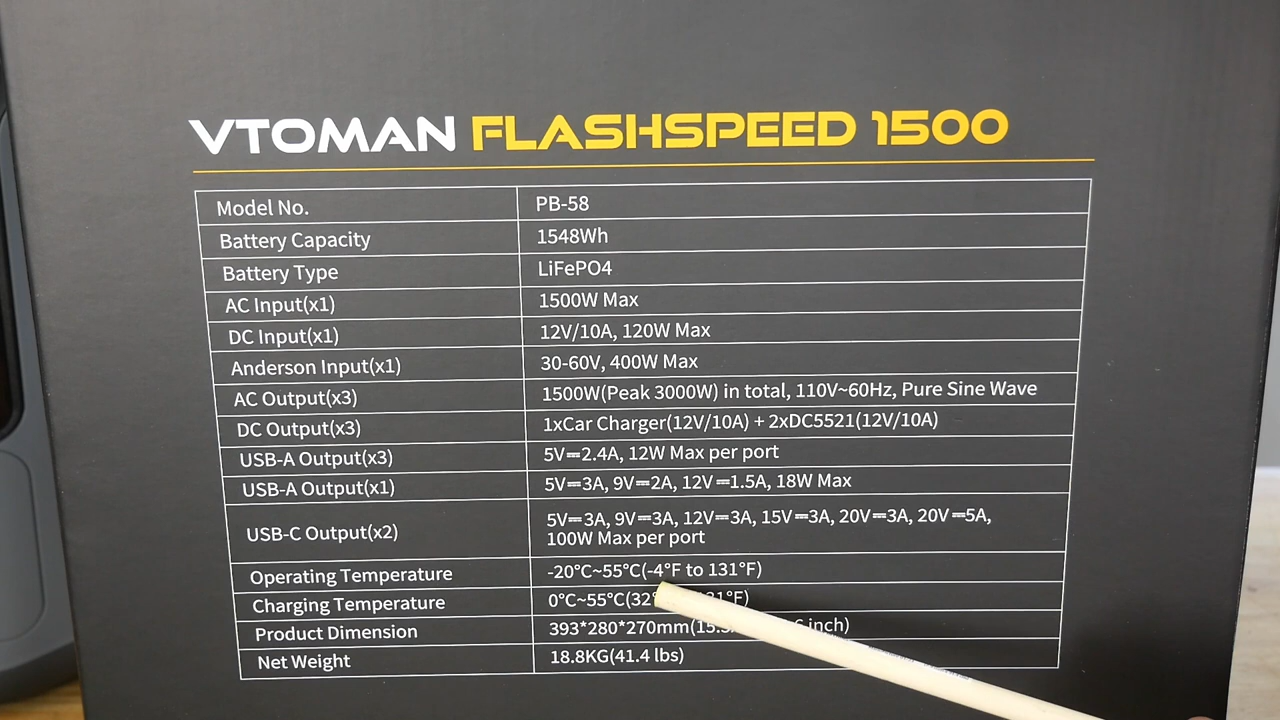 VTOMAN FLASHSPEED 1500
Model No. PB-58
Battery Capacity 1548Wh
Battery Type LiFePO4
AC Input(x1) 1500W Max
DC Input(x1) 12V/10A, 120W Max
Anderson Input(x1) 30-60V, 400W Max
AC Output(x3) 1500W(Peak 3000W) in total, 110V~60Hz, Pure Sine Wave
DC Output(x3) 1xCar Charger(12V/10A) + 2xDC5521(12V/10A)
USB-A Output(x3) 5V⎓2.4A, 12W Max per port
USB-A Output(x1) 5V⎓3A, 9V⎓2A, 12V⎓1.5A, 18W Max
USB-C Output(x2) 5V⎓3A, 9V⎓3A, 12V⎓3A, 15V⎓3A, 20V⎓3A, 20V⎓5A,
100W Max per port
Operating Temperature -20°C~55°C(-4°F to 131°F)
Charging Temperature 0°C~55°C(32°
Product Dimension 393*280*270mm( inch)
Net Weight 18.8KG(41.4 lbs)